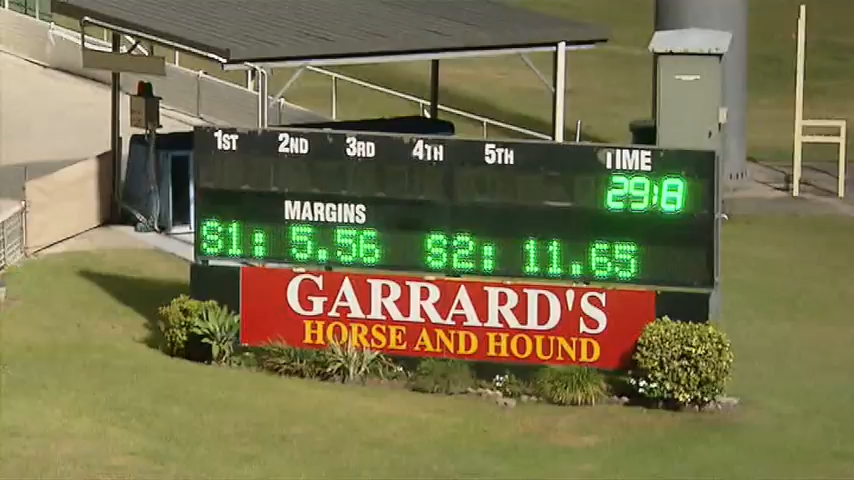 1ST 2ND 3RD 4TH 5TH TIME
29:8
MARGINS
S1: 5.56 S2: 11.65
GARRARD'S
HORSE AND HOUND